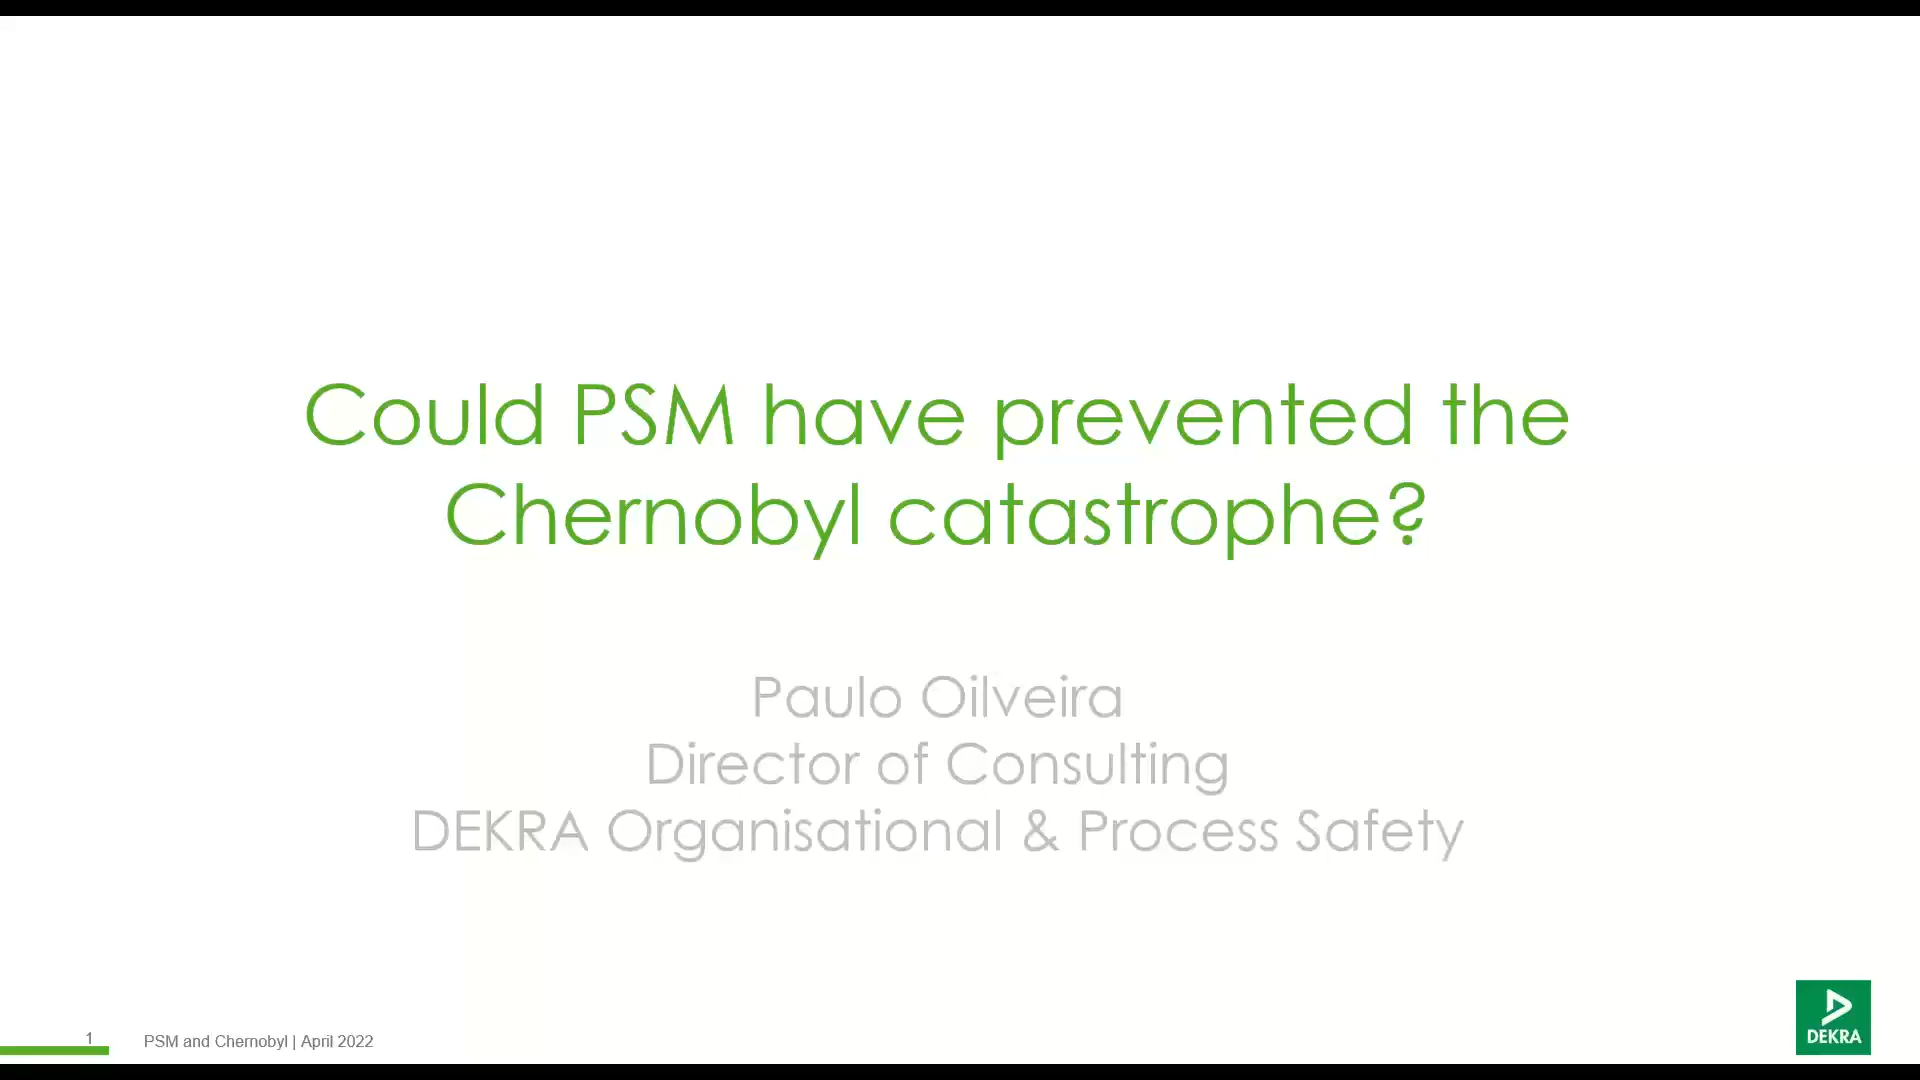 Could PSM have prevented the
Chernobyl catastrophe?
Paulo Oilveira
Director of Consulting
DEKRA Organisational & Process Safety
1
PSM and Chernobyl | April 2022
DEKRA